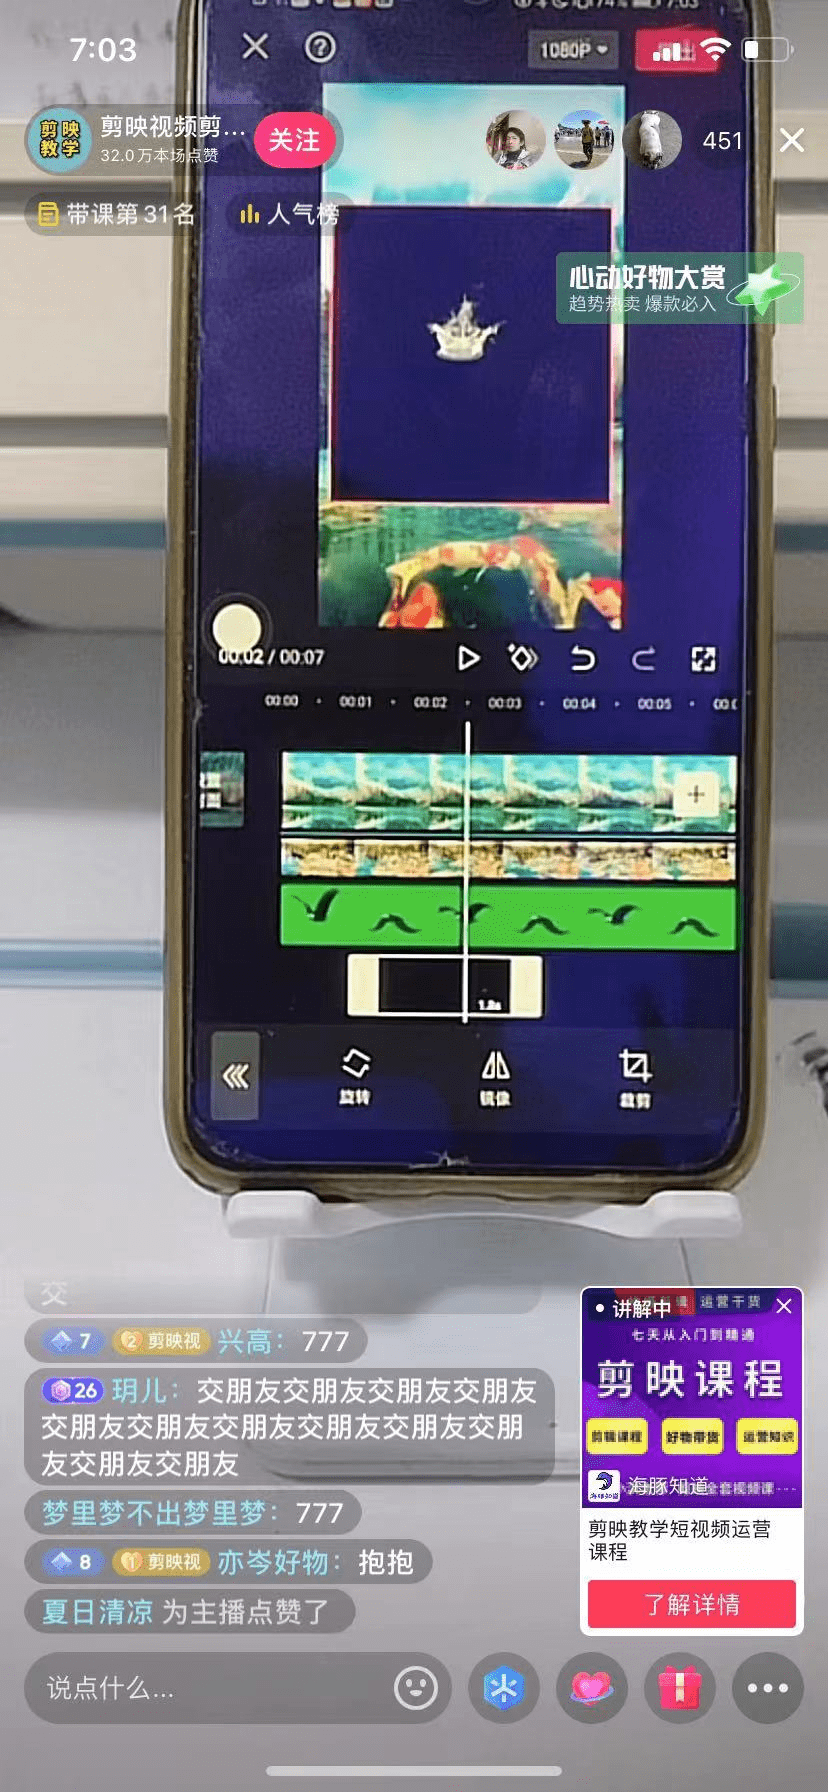 7:03
1080P
剪映
教学
剪映视频剪...
32.0万本场点赞
关注
451
带课第31名
人气榜
心动好物大赏
趋势热卖 爆款必入
00:02 / 00:07
00:00
00:01
00:02
00:03
00:04
00:05
1.8s
旋转
镜像
裁剪
交
7 2 剪映视 兴高： 777
26 玥儿： 交朋友交朋友交朋友交朋友
交朋友交朋友交朋友交朋友交朋
友交朋友交朋友
梦里梦不出梦里梦： 777
8 1 剪映视 亦岑好物： 抱抱
夏日清凉 为主播点赞了
讲解中
运营干货
七天从入门到精通
剪映课程
剪辑课程
好物带货
运营知识
海豚知道
海豚知道
剪映教学短视频运营
课程
了解详情
说点什么...